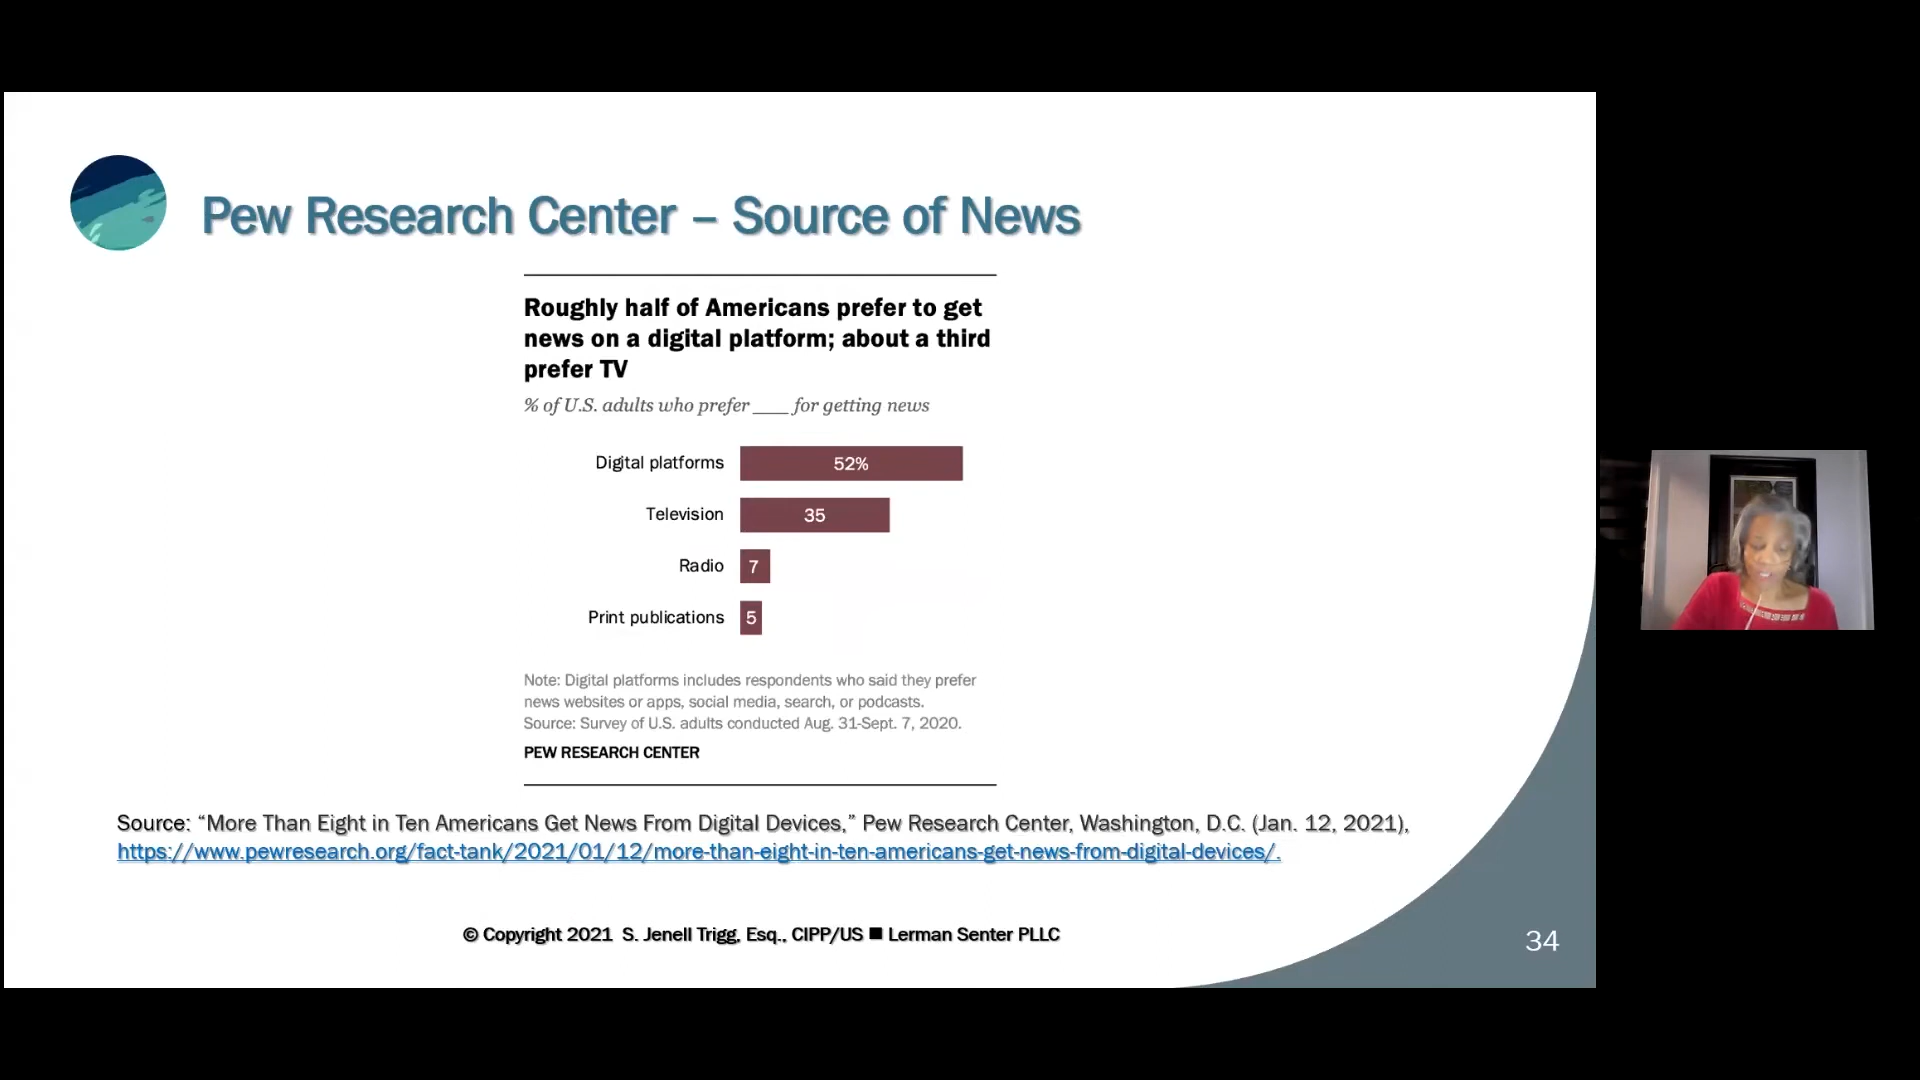 Pew Research Center – Source of News
Roughly half of Americans prefer to get
news on a digital platform; about a third
prefer TV
% of U.S. adults who prefer ___ for getting news
Digital platforms 52%
Television 35
Radio 7
Print publications 5
Note: Digital platforms includes respondents who said they prefer
news websites or apps, social media, search, or podcasts.
Source: Survey of U.S. adults conducted Aug. 31-Sept. 7, 2020.
PEW RESEARCH CENTER
Source: “More Than Eight in Ten Americans Get News From Digital Devices,” Pew Research Center, Washington, D.C. (Jan. 12, 2021),
https://www.pewresearch.org/fact-tank/2021/01/12/more-than-eight-in-ten-americans-get-news-from-digital-devices/.
© Copyright 2021 S. Jenell Trigg, Esq., CIPP/US ■ Lerman Senter PLLC
34